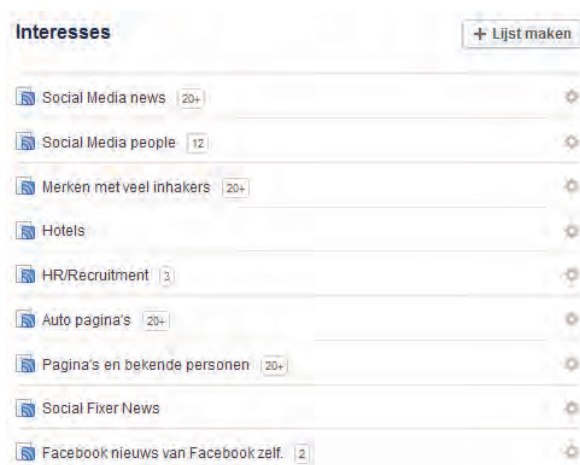 Interesses
+ Lijst maken
Social Media news 20+
Social Media people 12
Merken met veel inhakers 20+
Hotels
HR/Recruitment 3
Auto pagina's 20+
Pagina's en bekende personen 20+
Social Fixer News
Facebook nieuws van Facebook zelf. 2